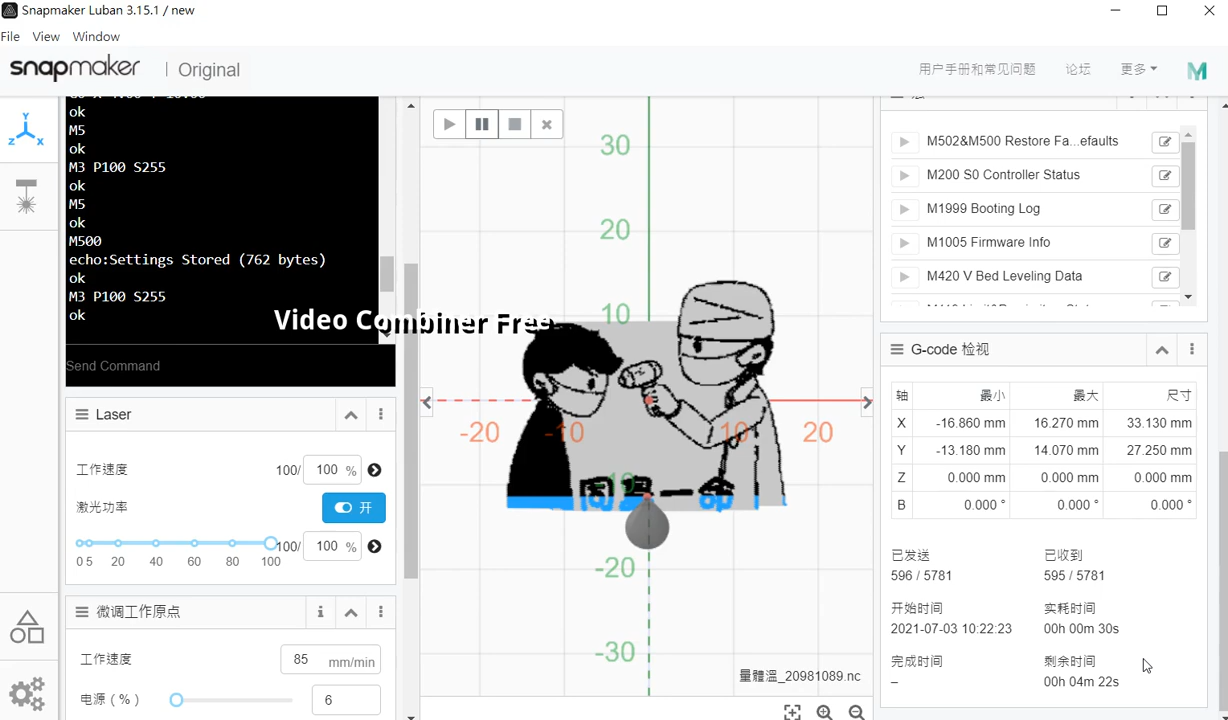 Snapmaker Luban 3.15.1 / new
File View Window
snapmaker | Original
用户手册和常见问题 论坛 更多
ok
M5
ok
M3 P100 S255
ok
M5
ok
M500
echo:Settings Stored (762 bytes)
ok
M3 P100 S255
ok
Send Command
Laser
工作速度 100/ 100 %
激光功率 开
100/ 100 %
0 5 20 40 60 80 100
微调工作原点
工作速度 85 mm/min
电源（%） 6
Y
Z X
30
20
10
-20 -10 10 20
-10
-20
-30
Video Combiner Free
量體溫_20981089.nc
M502&M500 Restore Fa...efaults
M200 S0 Controller Status
M1999 Booting Log
M1005 Firmware Info
M420 V Bed Leveling Data
G-code 检视
轴 最小 最大 尺寸
X -16.860 mm 16.270 mm 33.130 mm
Y -13.180 mm 14.070 mm 27.250 mm
Z 0.000 mm 0.000 mm 0.000 mm
B 0.000 ° 0.000 ° 0.000 °
已发送 已收到
596 / 5781 595 / 5781
开始时间 实耗时间
2021-07-03 10:22:23 00h 00m 30s
完成时间 剩余时间
– 00h 04m 22s